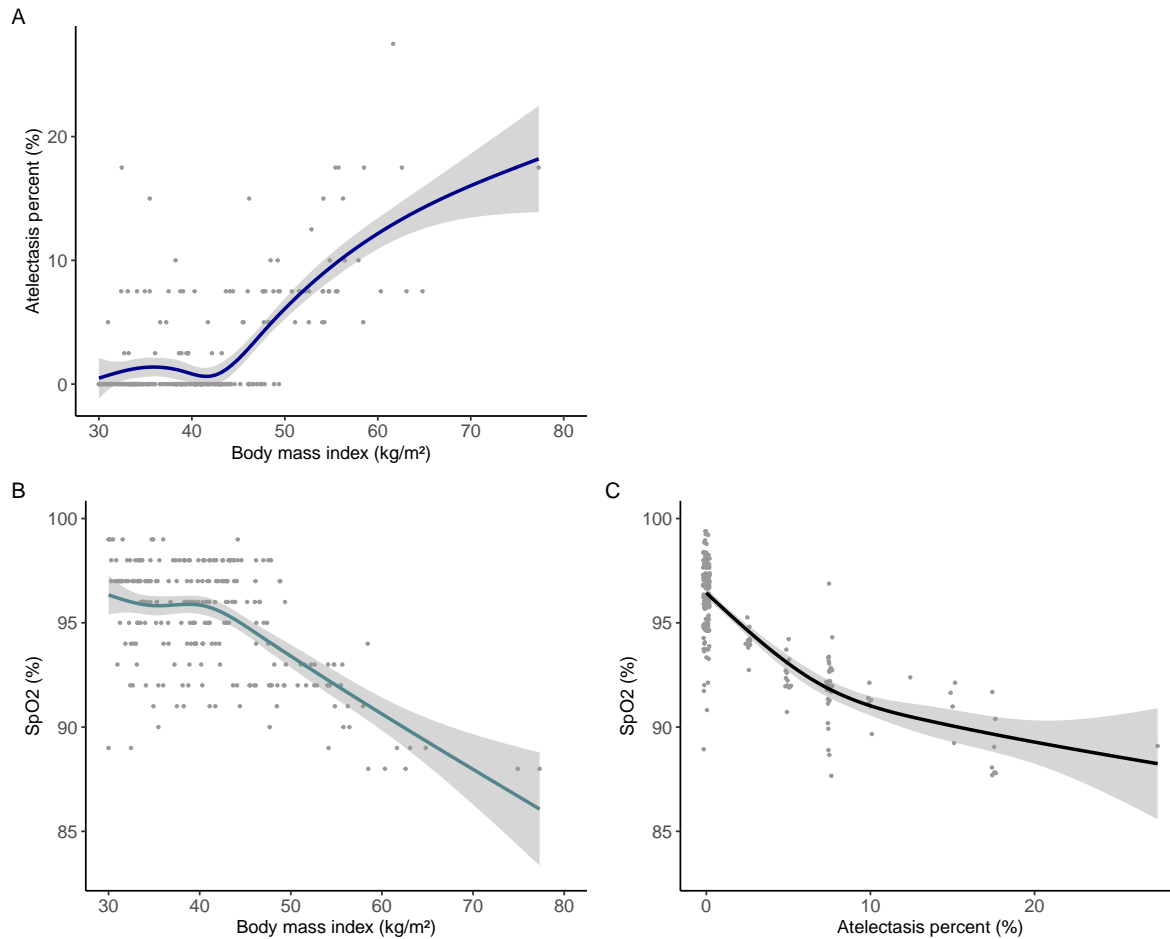 A
Atelectasis percent (%)
20
10
0
30 40 50 60 70 80
Body mass index (kg/m²)
B
SpO2 (%)
100
95
90
85
30 40 50 60 70 80
Body mass index (kg/m²)
C
SpO2 (%)
100
95
90
85
0 10 20
Atelectasis percent (%)